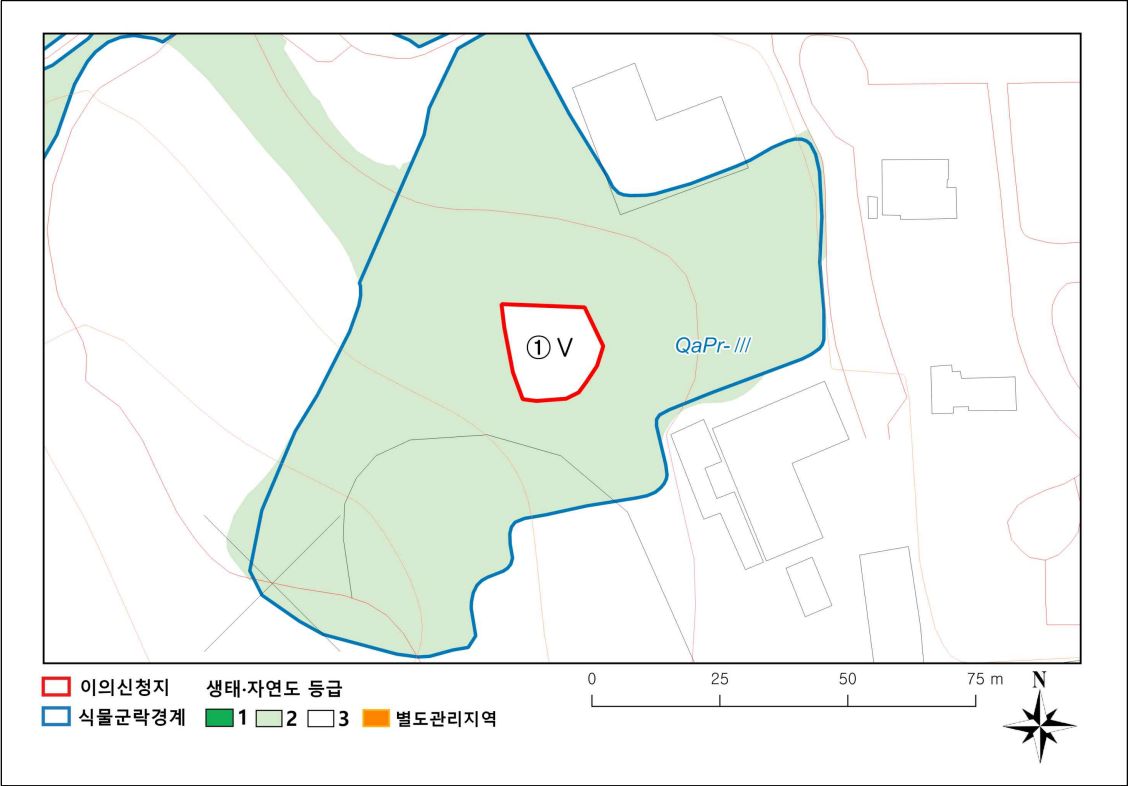 ① V
QaPr- ///
이의신청지
생태·자연도 등급
식물군락경계
1 2 3 별도관리지역
0 25 50 75 m
N